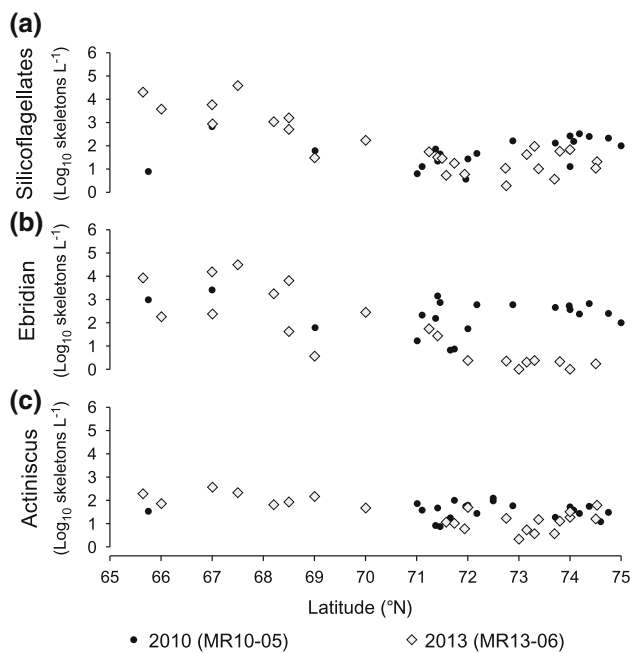 (a)
Silicoflagellates
(Log₁₀ skeletons L⁻¹)
6
5
4
3
2
1
0
(b)
Ebridian
(Log₁₀ skeletons L⁻¹)
6
5
4
3
2
1
0
(c)
Actiniscus
(Log₁₀ skeletons L⁻¹)
6
5
4
3
2
1
0
65 66 67 68 69 70 71 72 73 74 75
Latitude (°N)
2010 (MR10-05) 2013 (MR13-06)